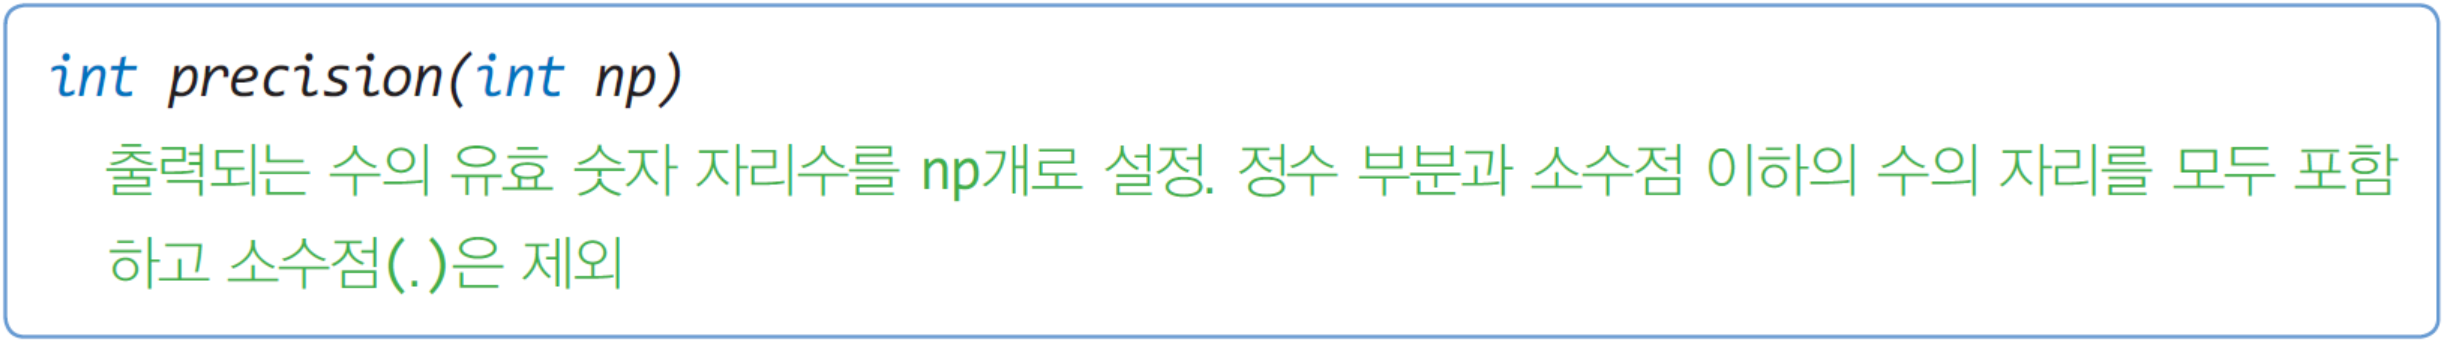 int precision(int np)
출력되는 수의 유효 숫자 자리수를 np개로 설정. 정수 부분과 소수점 이하의 수의 자리를 모두 포함
하고 소수점(.)은 제외